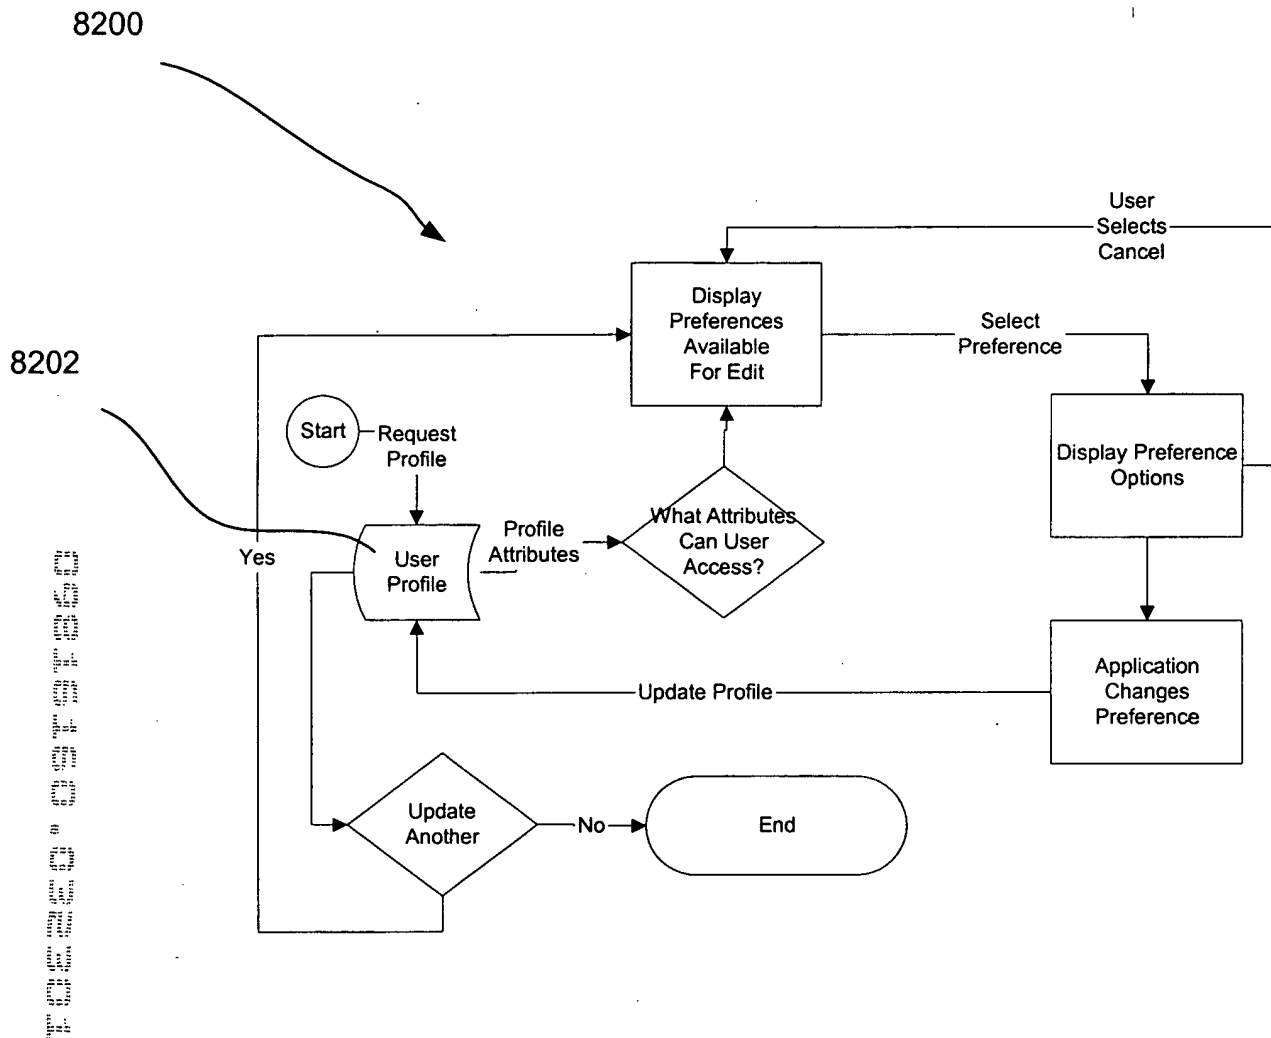 8200
User
Selects
Cancel
Display
Preferences
Available
For Edit
Select
Preference
8202
Start
Request
Profile
Display Preference
Options
What Attributes
Can User
Access?
Profile
Attributes
User
Profile
Yes
Application
Changes
Preference
Update Profile
Update
Another
No
End